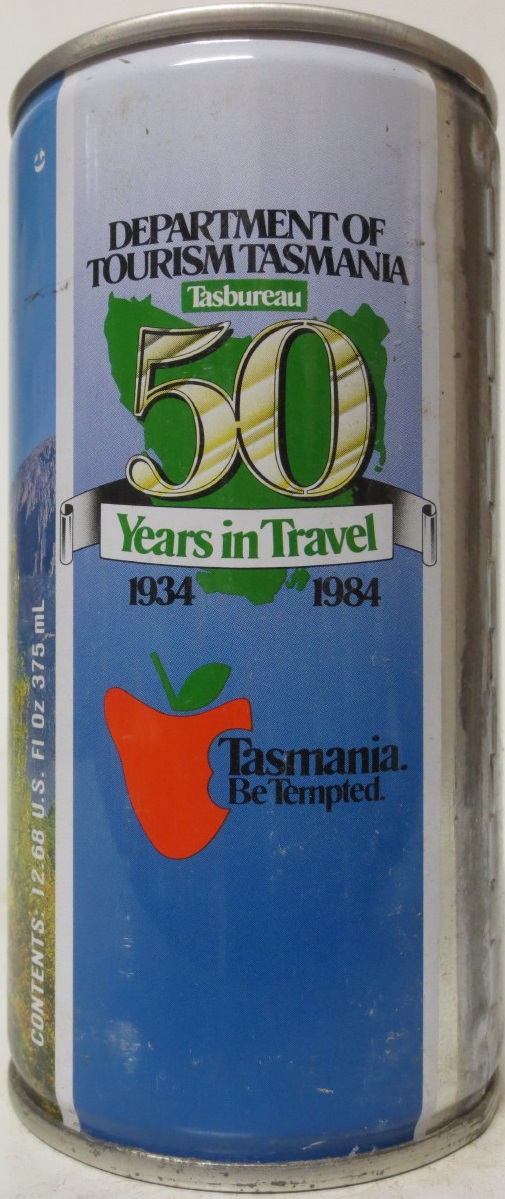 DEPARTMENT OF
TOURISM TASMANIA
Tasbureau
50
Years in Travel
1934 1984
Tasmania.
Be Tempted.
CONTENTS: 12.68 U.S. Fl Oz 375 mL